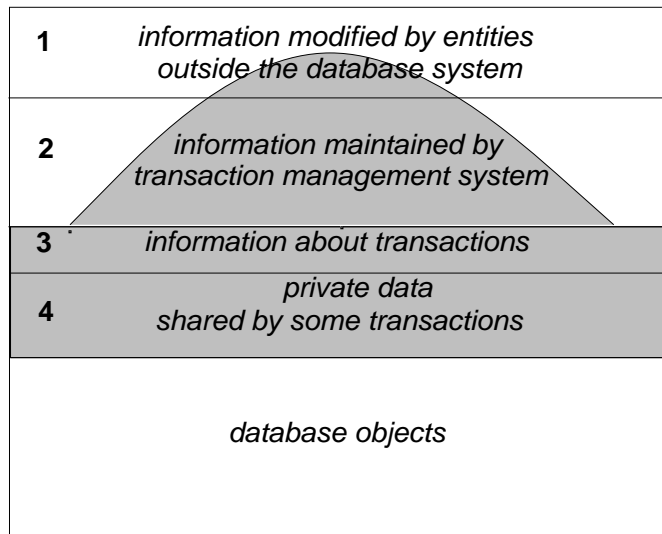 1 information modified by entities
outside the database system
2 information maintained by
transaction management system
3 information about transactions
private data
4 shared by some transactions
database objects